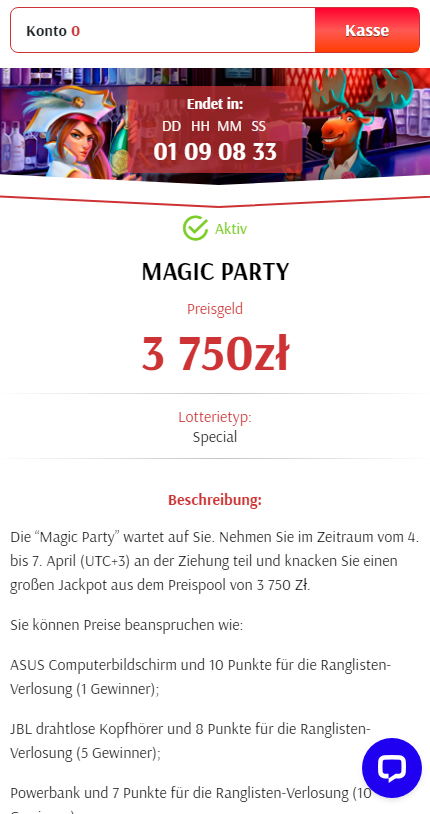 Konto 0
Kasse
Endet in:
DD HH MM SS
01 09 08 33
Aktiv
MAGIC PARTY
Preisgeld
3 750zł
Lotterietyp:
Special
Beschreibung:
Die “Magic Party” wartet auf Sie. Nehmen Sie im Zeitraum vom 4.
bis 7. April (UTC+3) an der Ziehung teil und knacken Sie einen
großen Jackpot aus dem Preispool von 3 750 Zł.
Sie können Preise beanspruchen wie:
ASUS Computerbildschirm und 10 Punkte für die Ranglisten-
Verlosung (1 Gewinner);
JBL drahtlose Kopfhörer und 8 Punkte für die Ranglisten-
Verlosung (5 Gewinner);
Powerbank und 7 Punkte für die Ranglisten-Verlosung (10